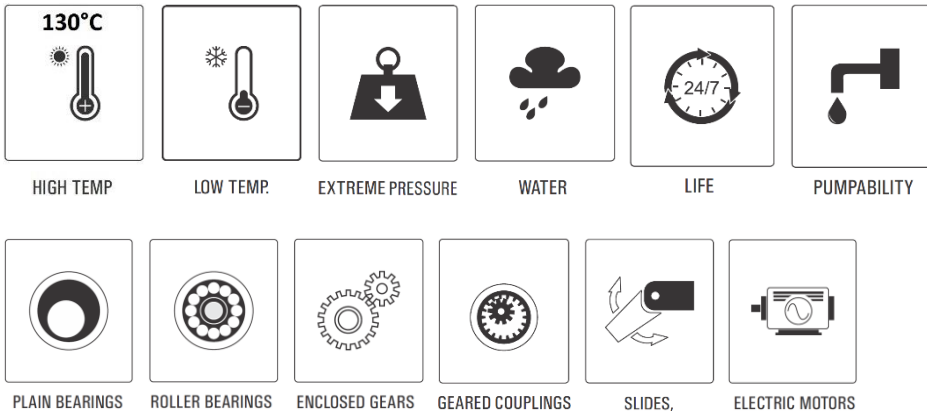 130°C
24/7
HIGH TEMP
LOW TEMP.
EXTREME PRESSURE
WATER
LIFE
PUMPABILITY
PLAIN BEARINGS
ROLLER BEARINGS
ENCLOSED GEARS
GEARED COUPLINGS
SLIDES,
ELECTRIC MOTORS